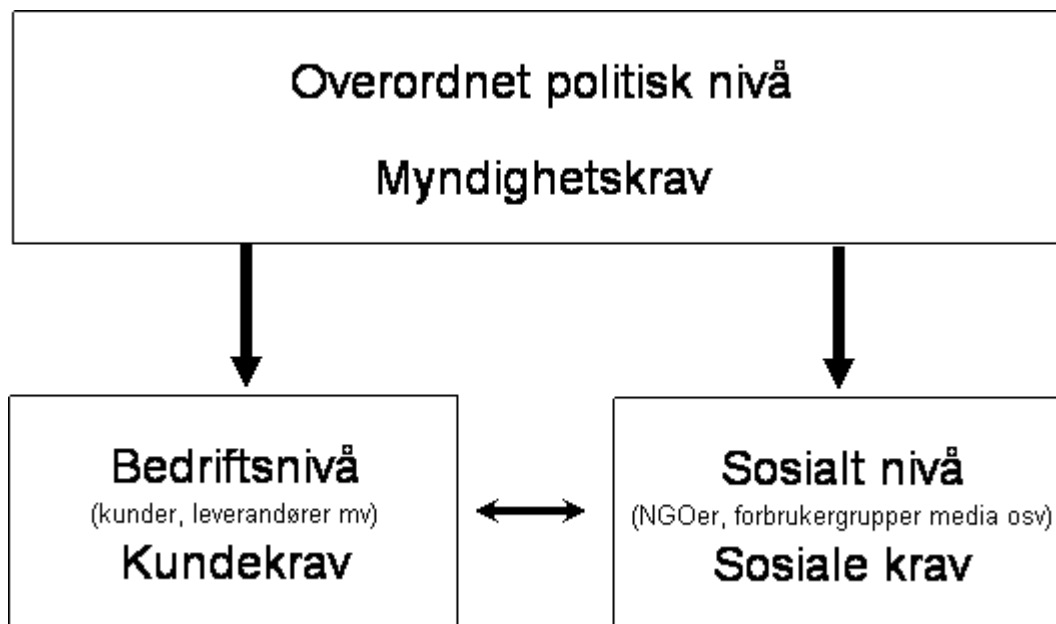 Overordnet politisk nivå
Myndighetskrav
Bedriftsnivå
(kunder, leverandører mv)
Kundekrav
Sosialt nivå
(NGOer, forbrukergrupper media osv)
Sosiale krav